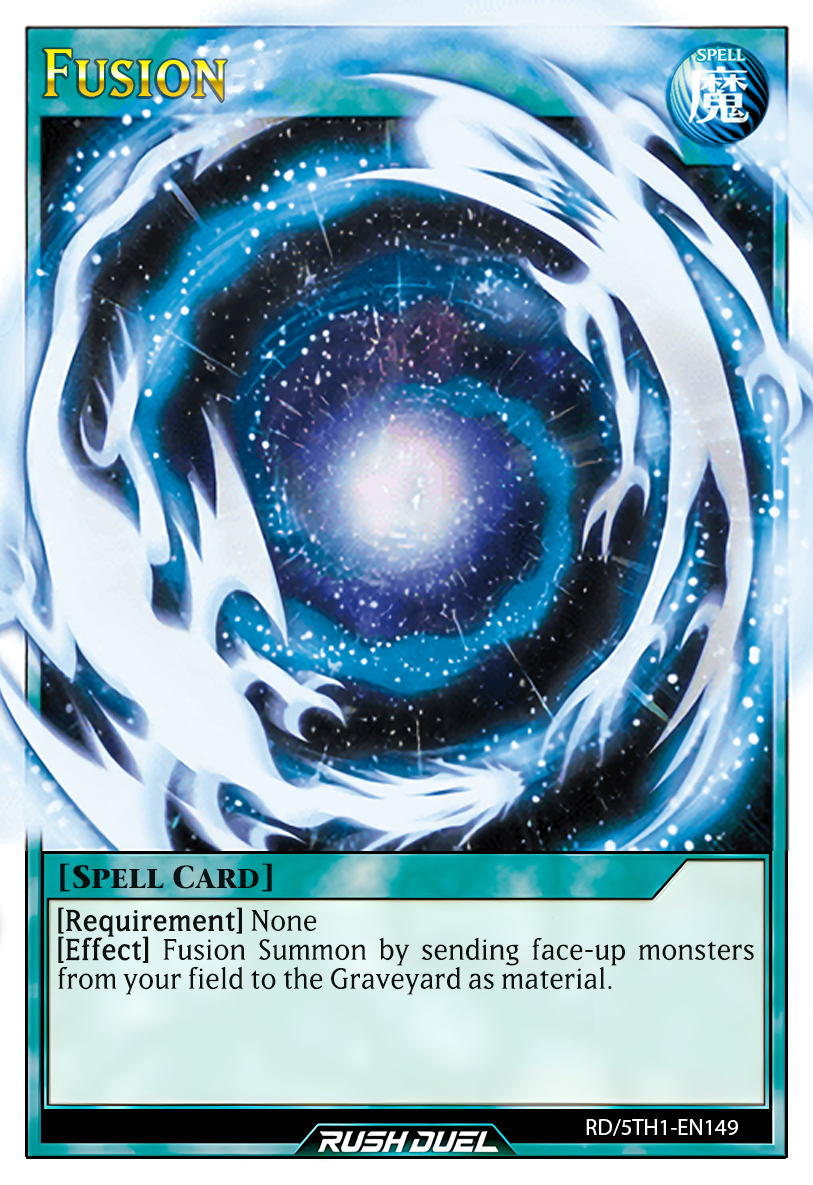 FUSION
SPELL
魔
[SPELL CARD]
[Requirement] None
[Effect] Fusion Summon by sending face-up monsters
from your field to the Graveyard as material.
RD/5TH1-EN149
RUSH DUEL